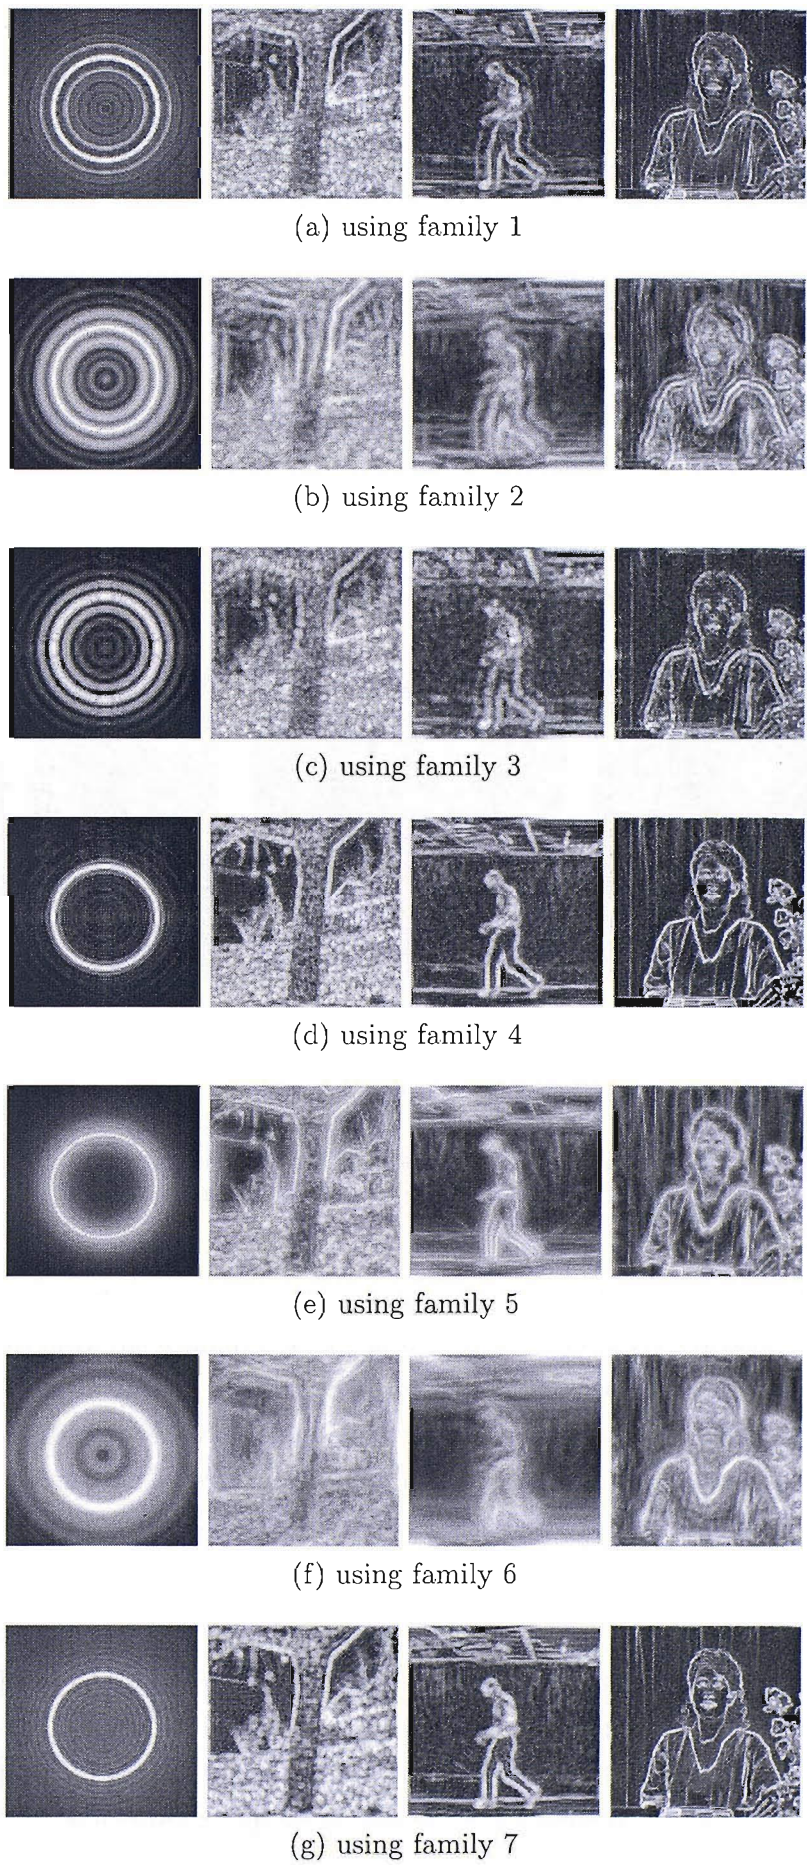 (a) using family 1
(b) using family 2
(c) using family 3
(d) using family 4
(e) using family 5
(f) using family 6
(g) using family 7